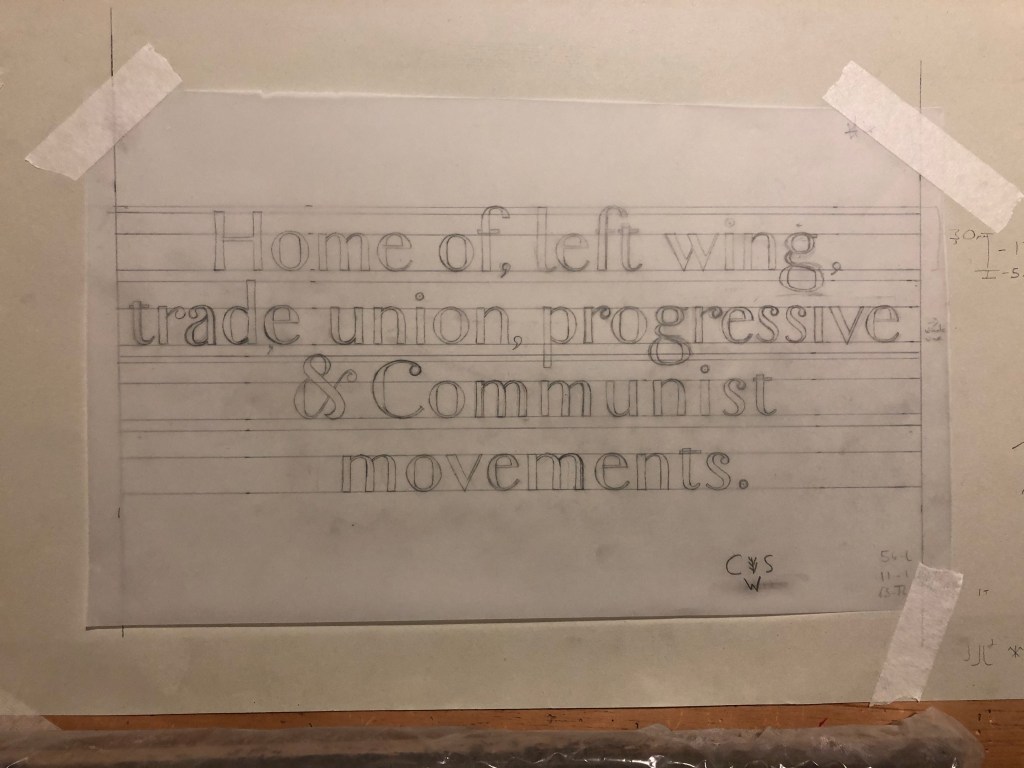 Home of, left wing,
trade union, progressive
& Communist
movements.
C S
W